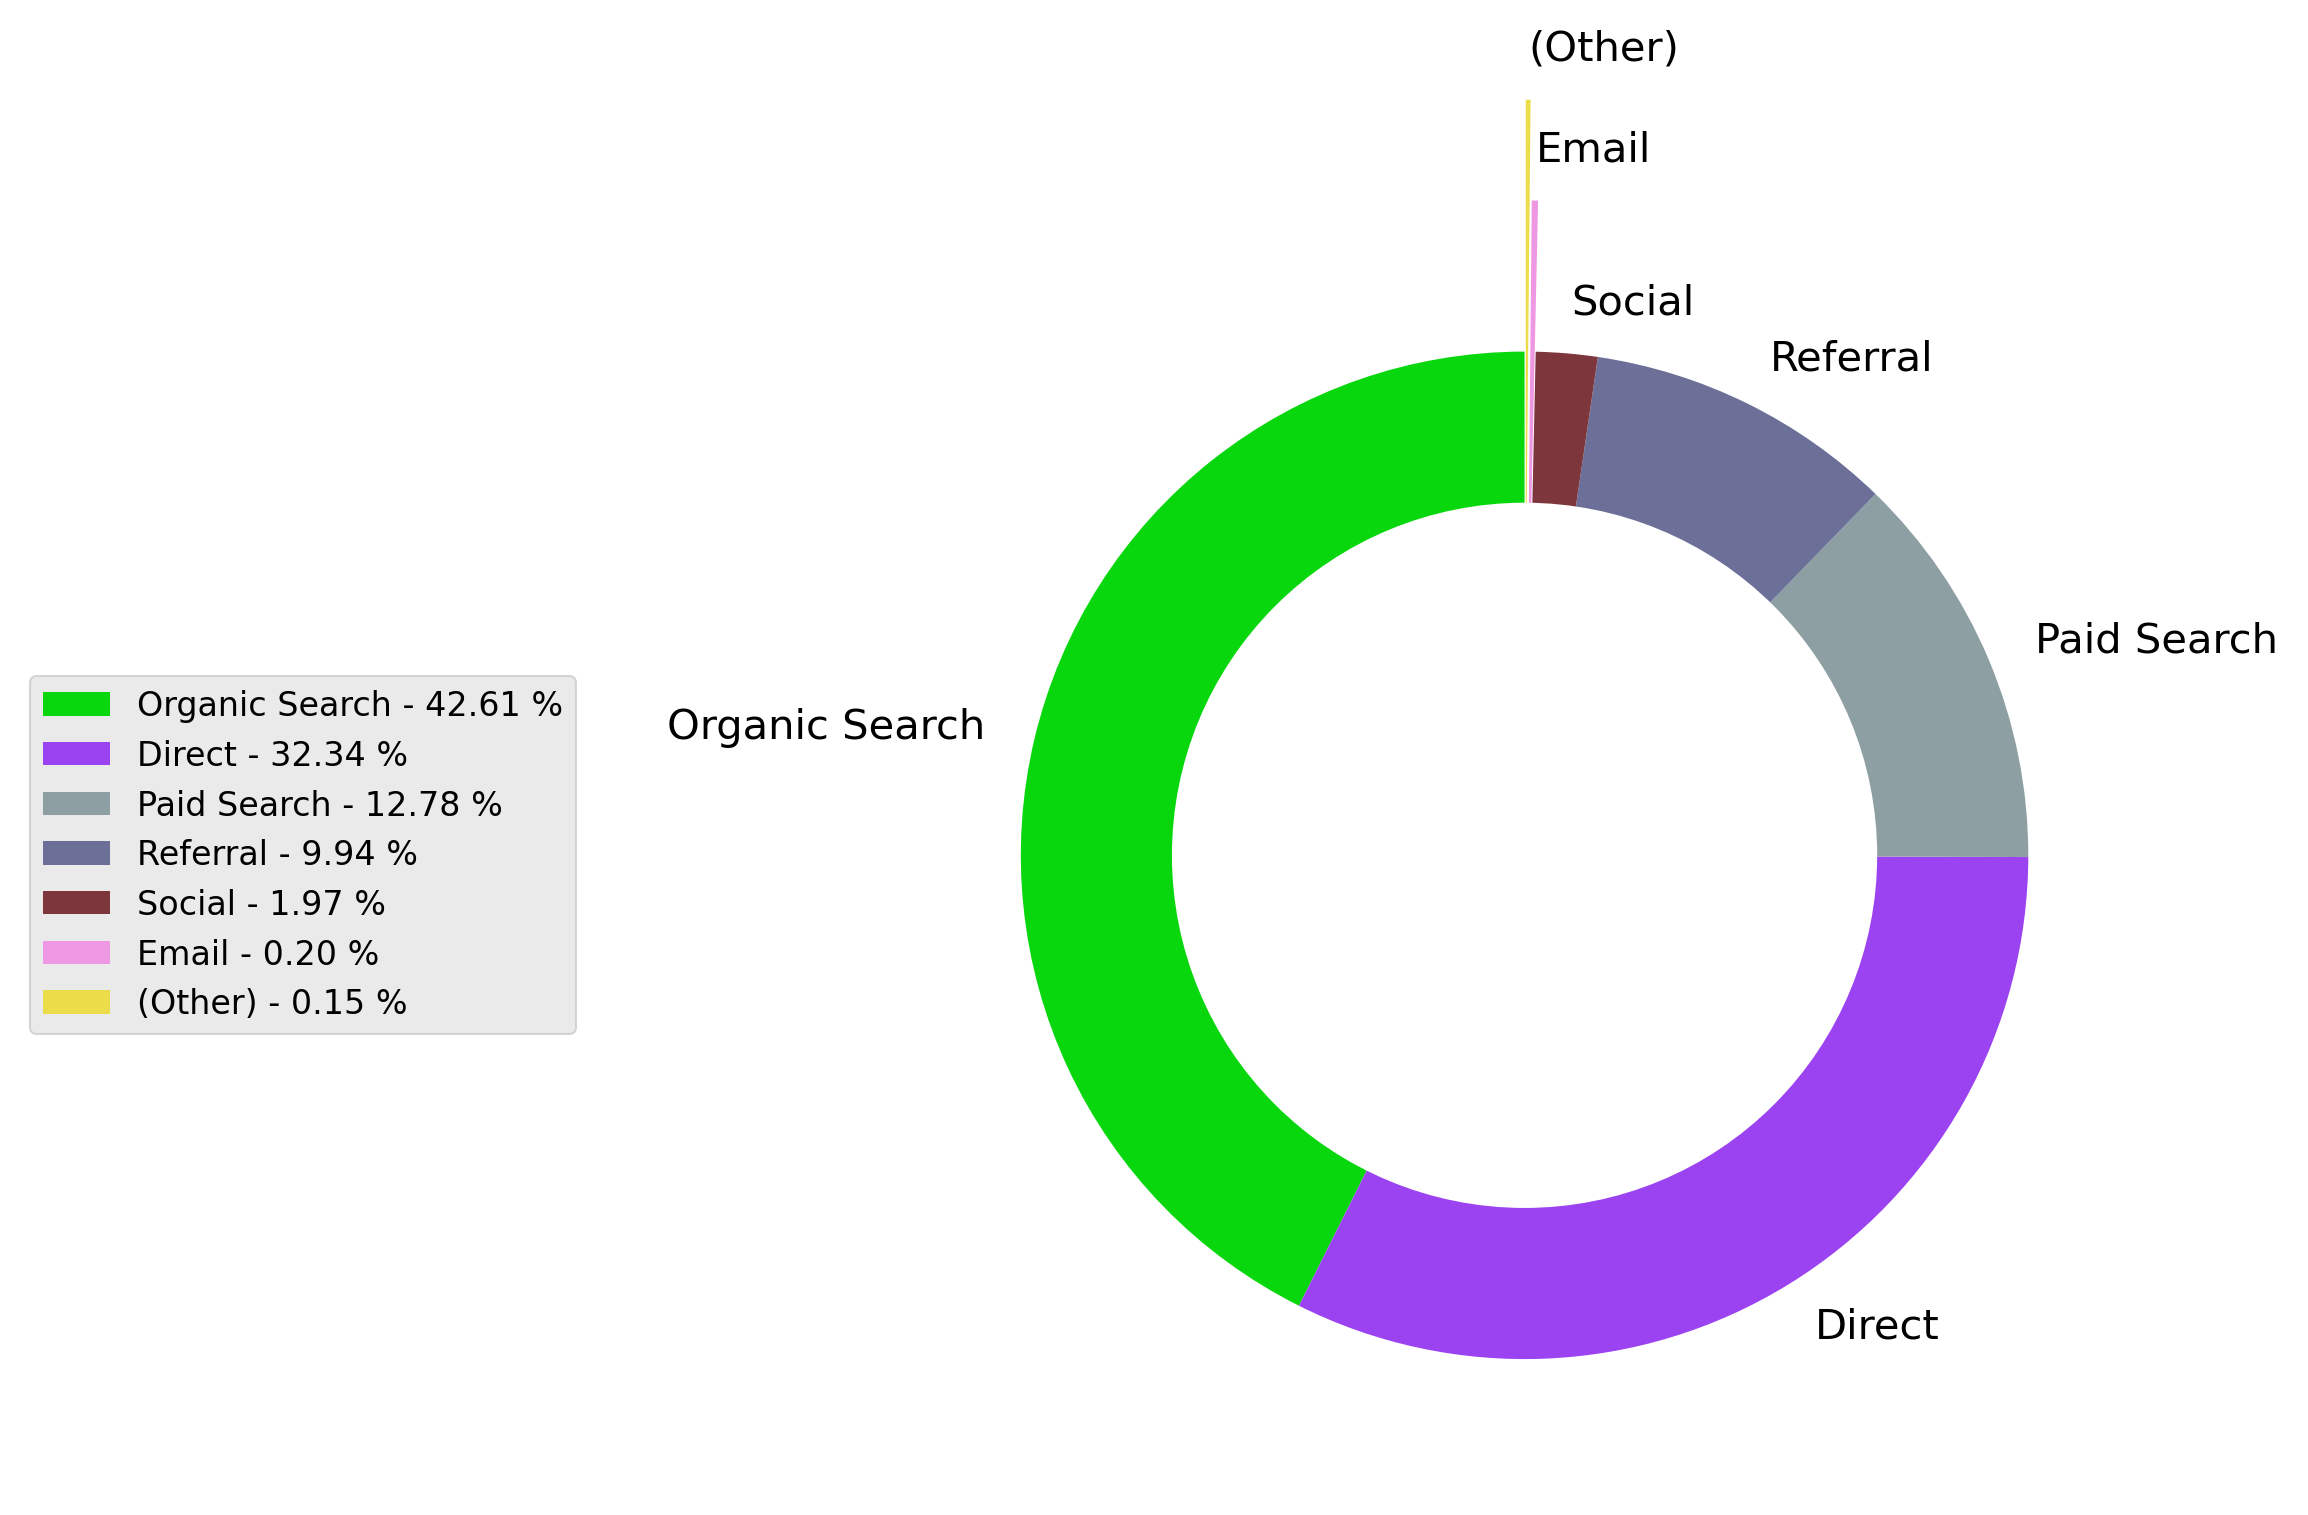 (Other)
Email
Social
Referral
Paid Search
Organic Search
Direct
Organic Search - 42.61 %
Direct - 32.34 %
Paid Search - 12.78 %
Referral - 9.94 %
Social - 1.97 %
Email - 0.20 %
(Other) - 0.15 %